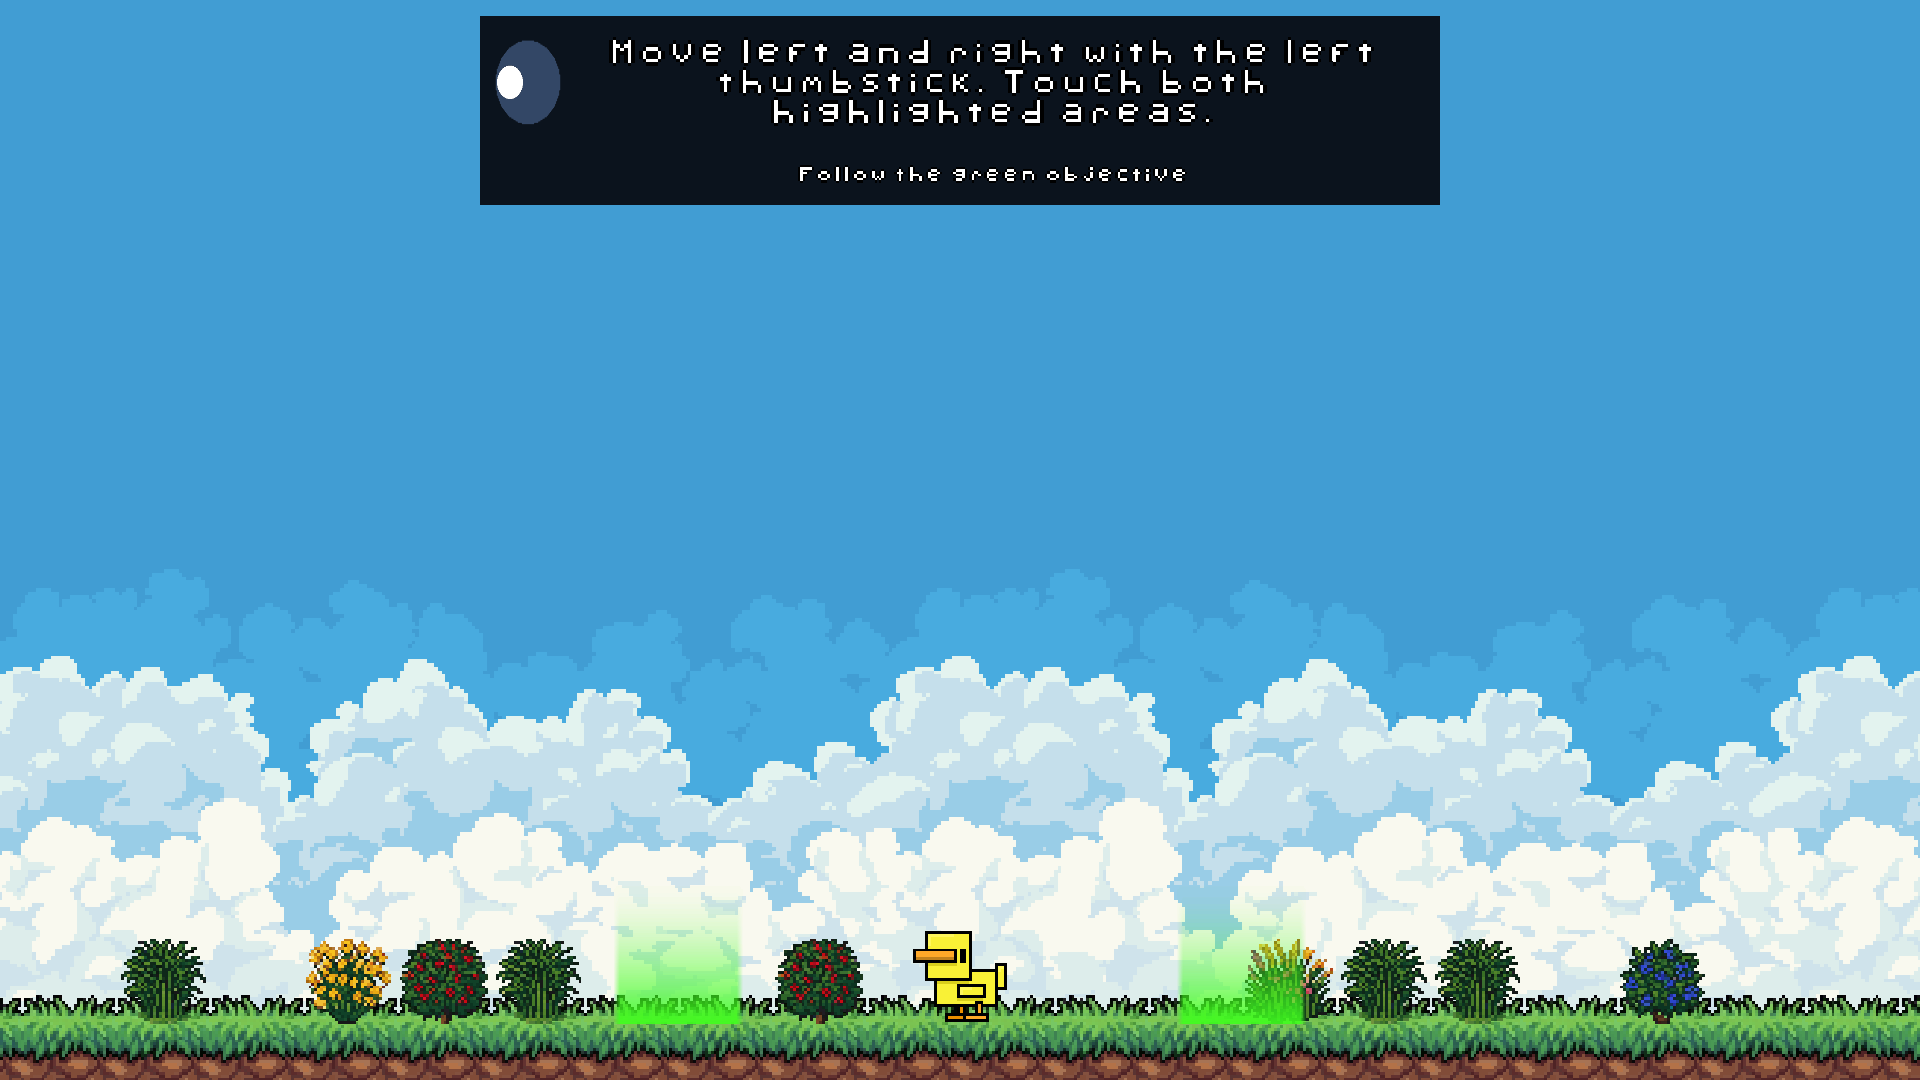 Move left and right with the left
thumbstick. Touch both
highlighted areas.
Follow the green objective